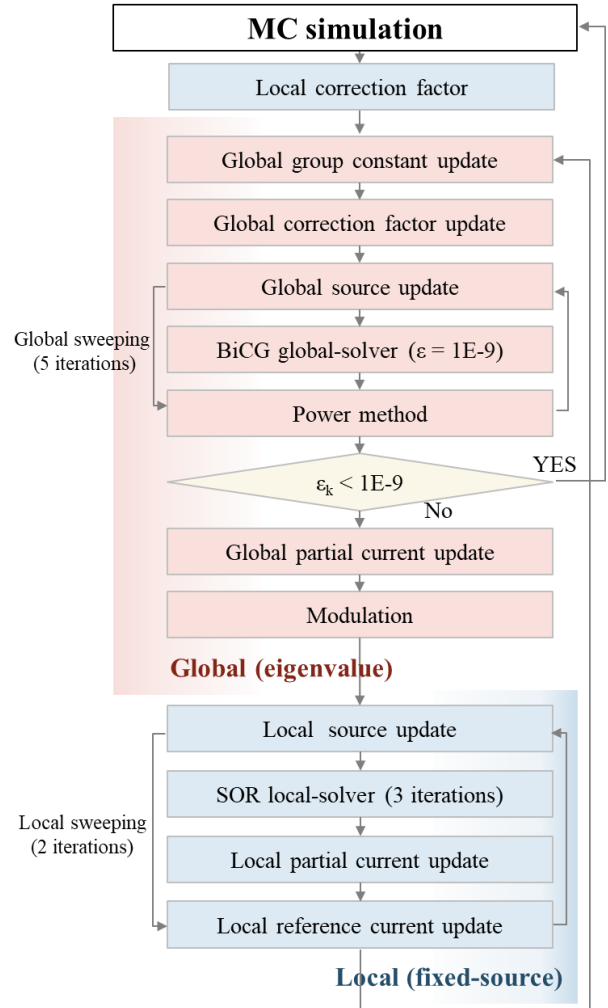 MC simulation
Local correction factor
Global group constant update
Global correction factor update
Global source update
Global sweeping
(5 iterations)
BiCG global-solver (ε = 1E-9)
Power method
YES
εk < 1E-9
No
Global partial current update
Modulation
Global (eigenvalue)
Local source update
SOR local-solver (3 iterations)
Local sweeping
(2 iterations)
Local partial current update
Local reference current update
Local (fixed-source)